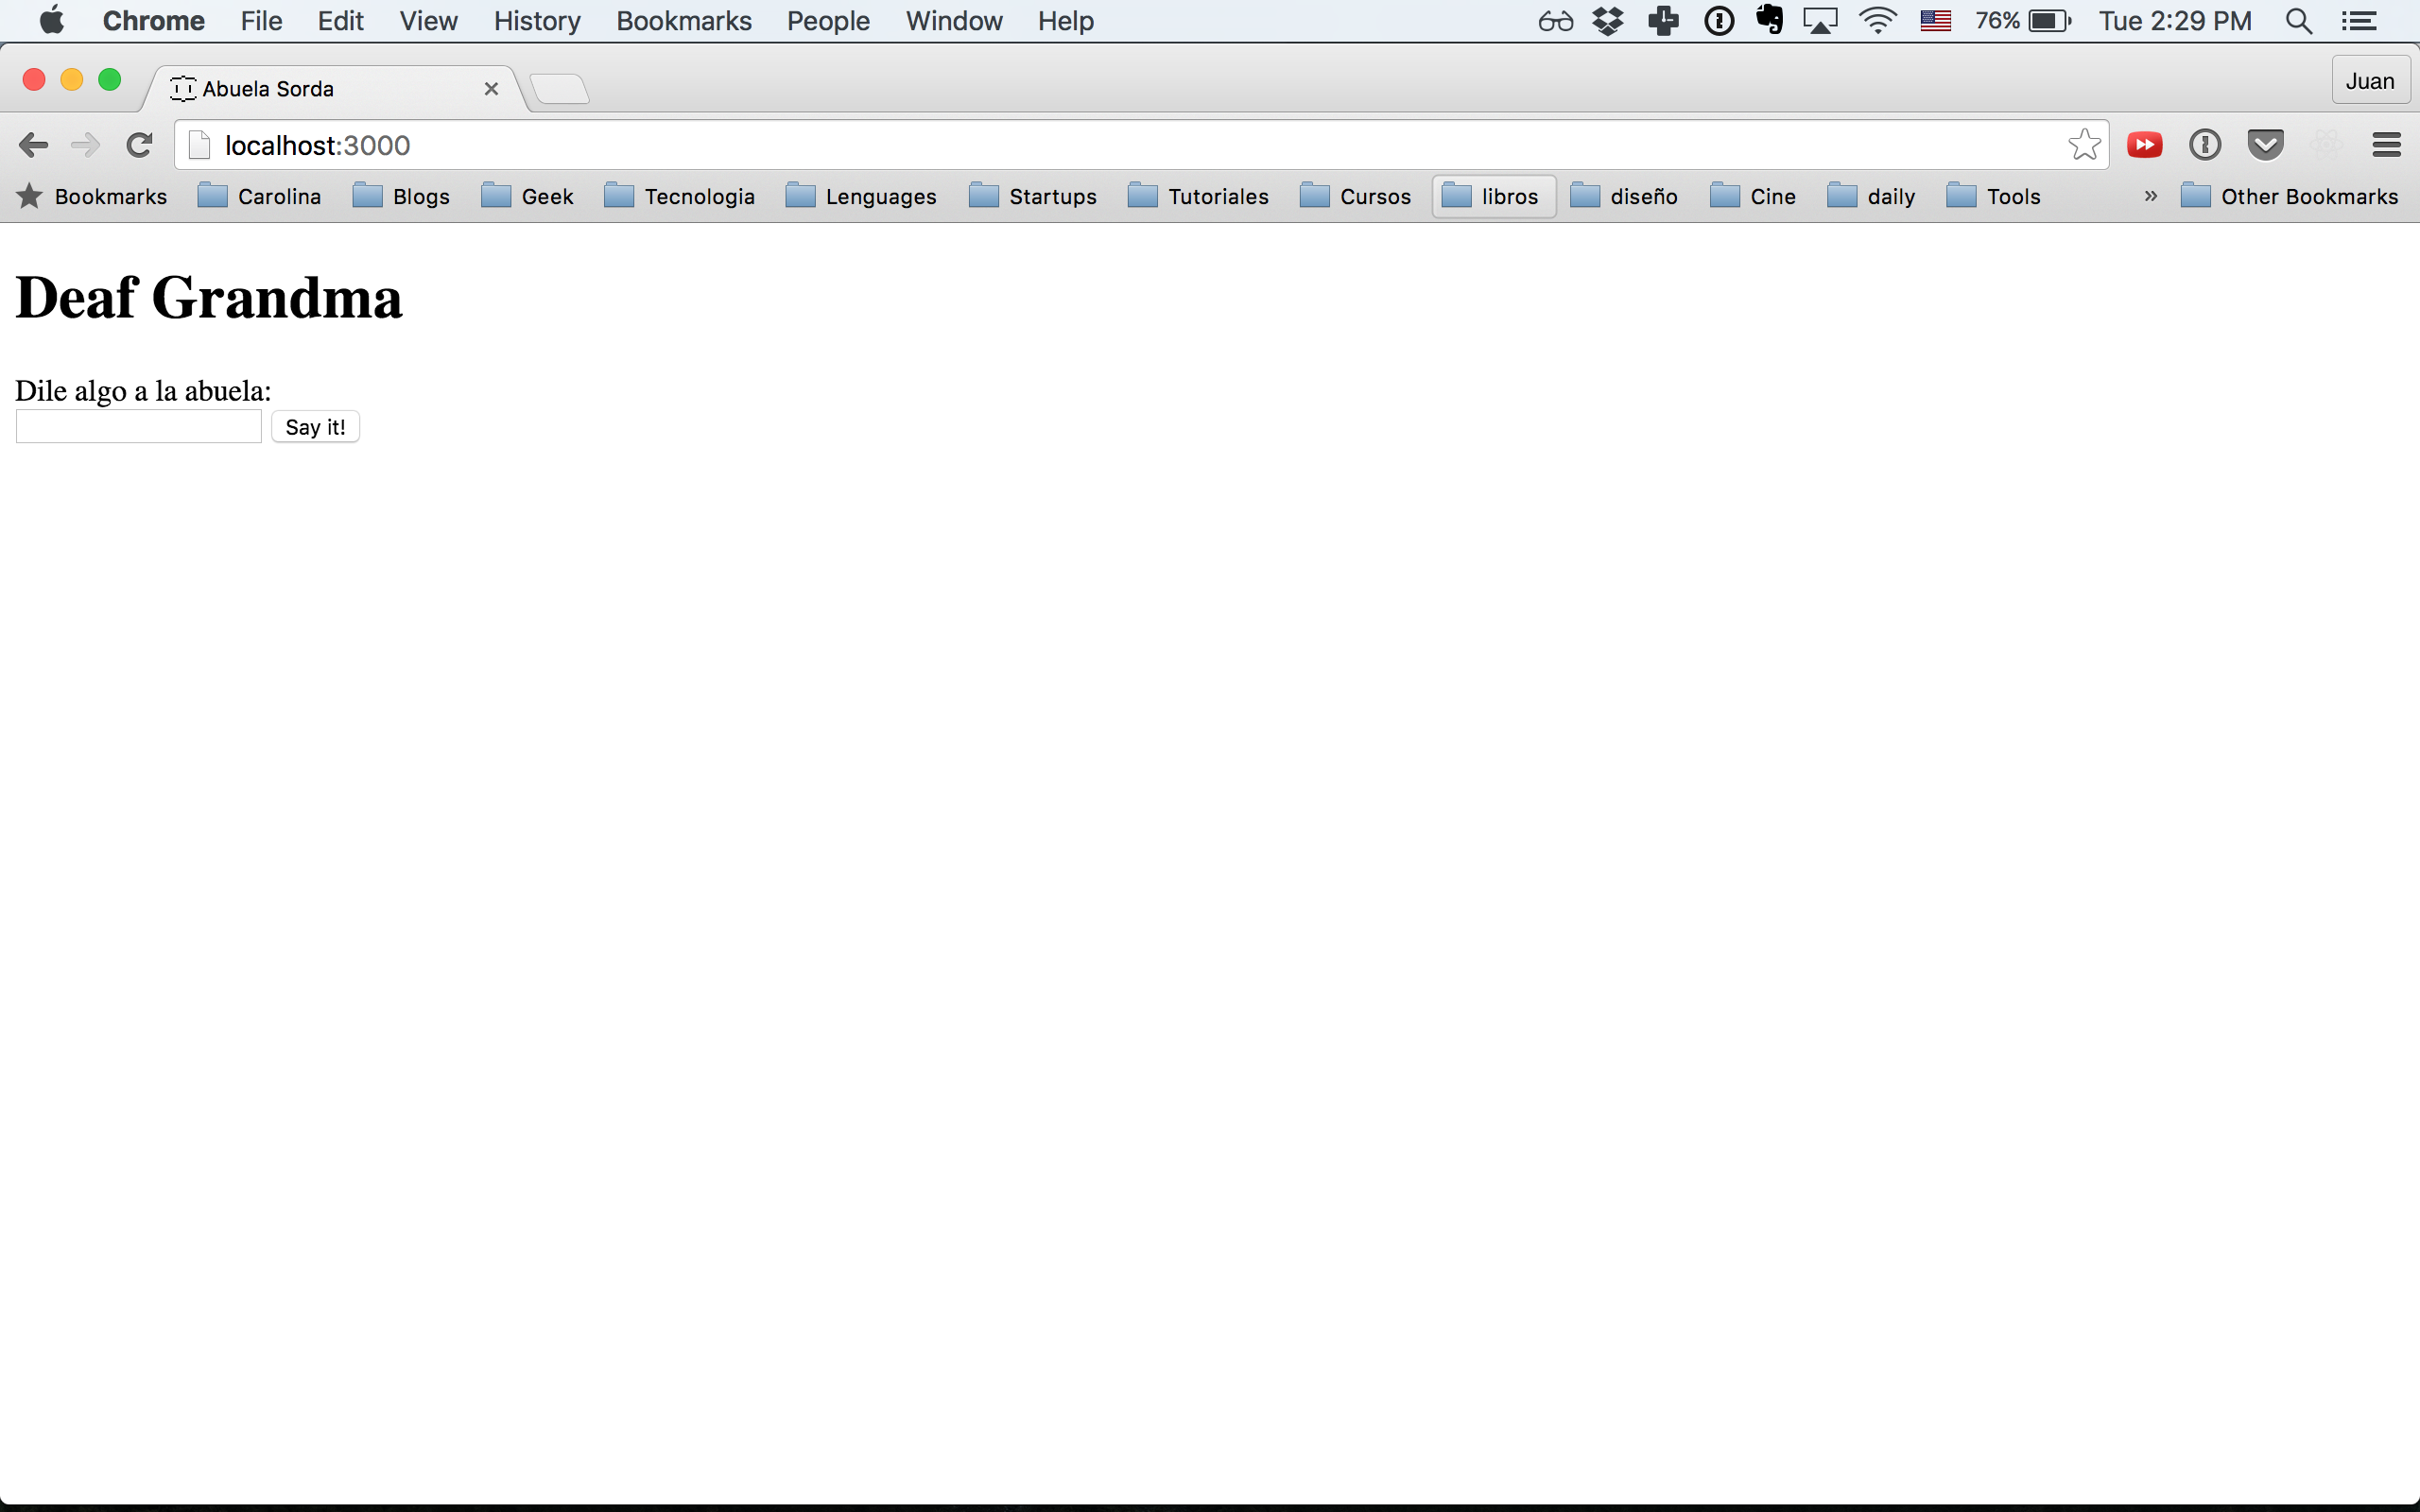 Chrome File Edit View History Bookmarks People Window Help 76% Tue 2:29 PM
Abuela Sorda Juan
localhost:3000
Bookmarks Carolina Blogs Geek Tecnologia Lenguages Startups Tutoriales Cursos libros diseño Cine daily Tools » Other Bookmarks
Deaf Grandma
Dile algo a la abuela:
Say it!